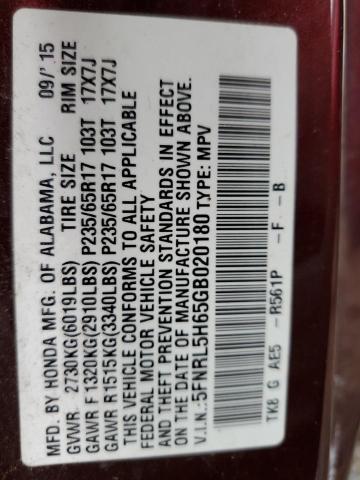 MFD. BY HONDA MFG. OF ALABAMA, LLC 09/'15
GVWR. 2730KG(6019LBS) TIRE SIZE RIM SIZE
GAWR F 1320KG(2910LBS) P235/65R17 103T 17X7J
GAWR R1515KG(3340LBS) P235/65R17 103T 17X7J
THIS VEHICLE CONFORMS TO ALL APPLICABLE
FEDERAL MOTOR VEHICLE SAFETY
AND THEFT PREVENTION STANDARDS IN EFFECT
ON THE DATE OF MANUFACTURE SHOWN ABOVE.
V.I.N.:5FNRL5H65GB020180 TYPE: MPV
TK8 G AE5 -R561P -F -B